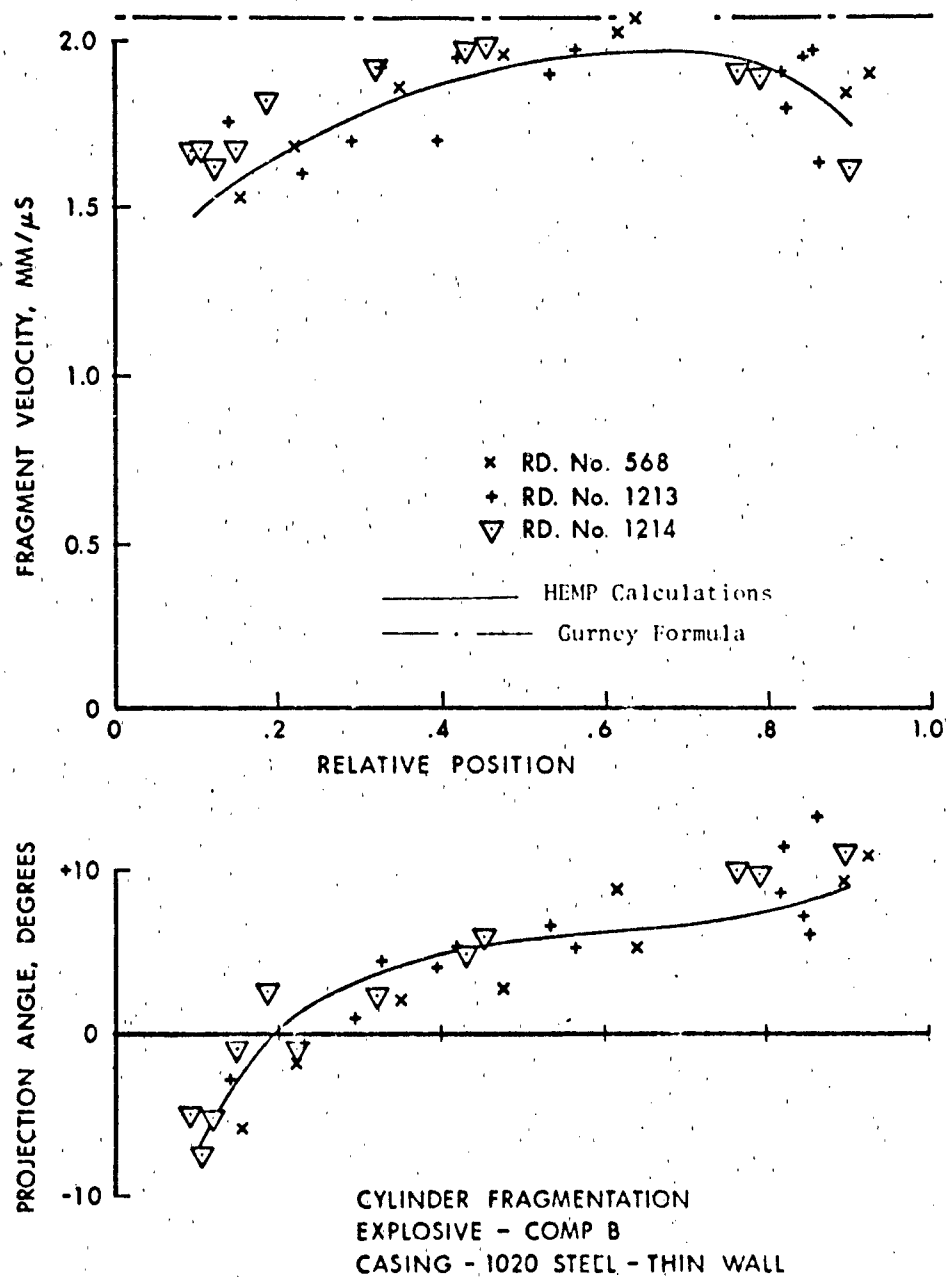 2.0
1.5
1.0
0.5
0
FRAGMENT VELOCITY, MM/μS
× RD. No. 568
+ RD. No. 1213
▽ RD. No. 1214
HEMP Calculations
Gurney Formula
0 .2 .4 .6 .8 1.0
RELATIVE POSITION
+10
0
-10
PROJECTION ANGLE, DEGREES
CYLINDER FRAGMENTATION
EXPLOSIVE - COMP B
CASING - 1020 STEEL - THIN WALL